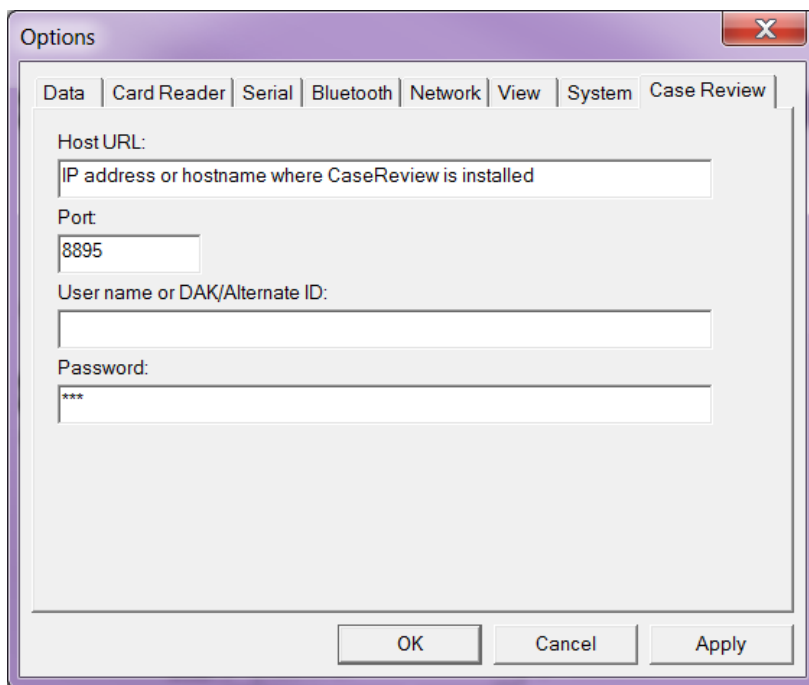 Options
X
Data Card Reader Serial Bluetooth Network View System Case Review
Host URL:
IP address or hostname where CaseReview is installed
Port:
8895
User name or DAK/Alternate ID:
Password:
***
OK Cancel Apply